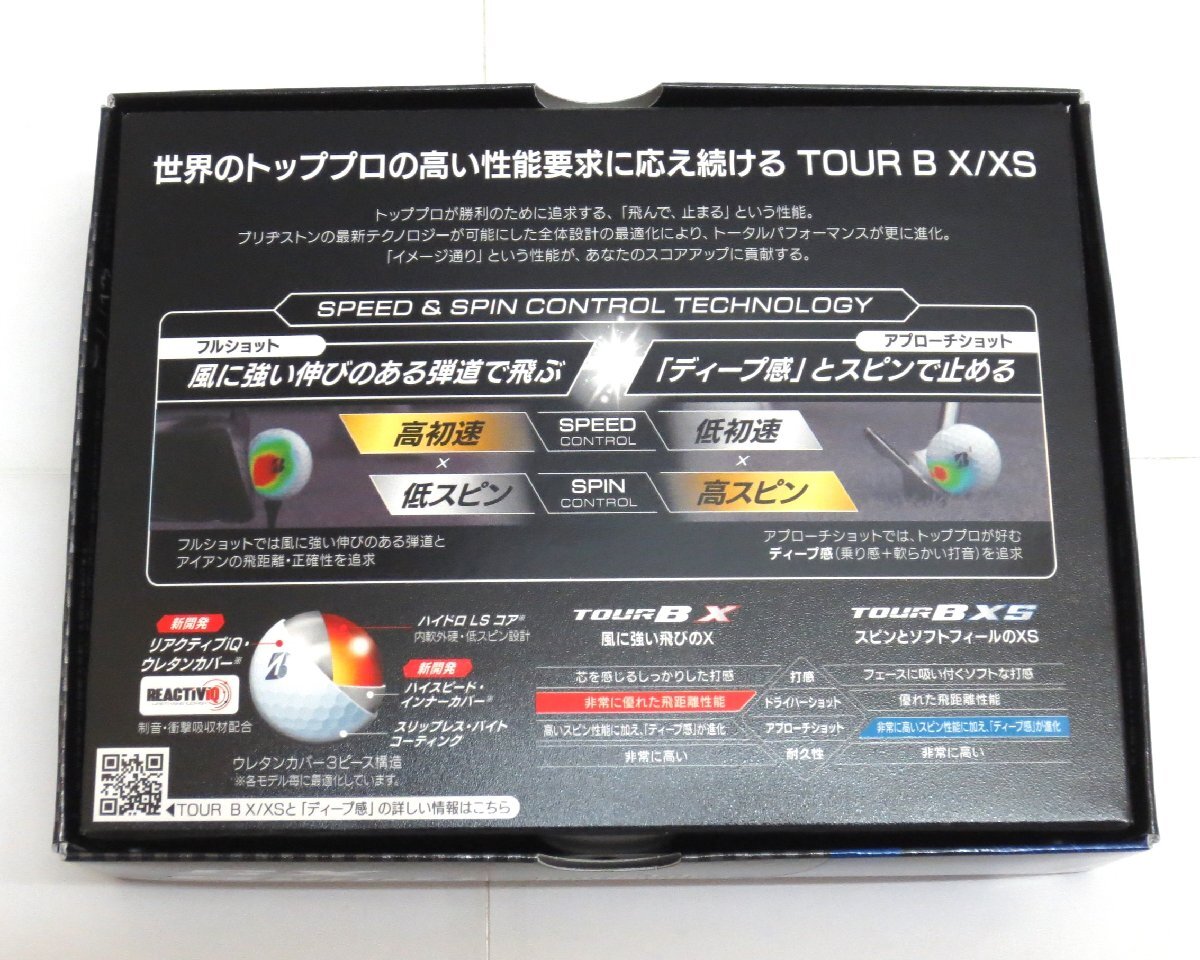 世界のトッププロの高い性能要求に応え続ける TOUR B X/XS
トッププロが勝利のために追求する、「飛んで、止まる」という性能。
ブリヂストンの最新テクノロジーが可能にした全体設計の最適化により、トータルパフォーマンスが更に進化。
「イメージ通り」という性能が、あなたのスコアアップに貢献する。
SPEED & SPIN CONTROL TECHNOLOGY
フルショット
風に強い伸びのある弾道で飛ぶ
アプローチショット
「ディープ感」とスピンで止める
高初速 SPEED CONTROL 低初速
× ×
低スピン SPIN CONTROL 高スピン
フルショットでは風に強い伸びのある弾道と
アイアンの飛距離・正確性を追求
アプローチショットでは、トッププロが好む
ディープ感(乗り感+軟らかい打音)を追求
新開発
リアクティブiQ・
ウレタンカバー※
REACTIV iQ
制音・衝撃吸収材配合
ハイドロ LS コア※
内軟外硬・低スピン設計
新開発
ハイスピード・
インナーカバー※
スリップレス・バイト
コーティング
ウレタンカバー3ピース構造
※各モデル毎に最適化しています。
TOUR B X/XSと「ディープ感」の詳しい情報はこちら
TOUR B X TOUR B XS
風に強い飛びのX スピンとソフトフィールのXS
芯を感じるしっかりした打感 打感 フェースに吸い付くソフトな打感
非常に優れた飛距離性能 ドライバーショット 優れた飛距離性能
高いスピン性能に加え、「ディープ感」が進化 アプローチショット 非常に高いスピン性能に加え、「ディープ感」が進化
非常に高い 耐久性 非常に高い